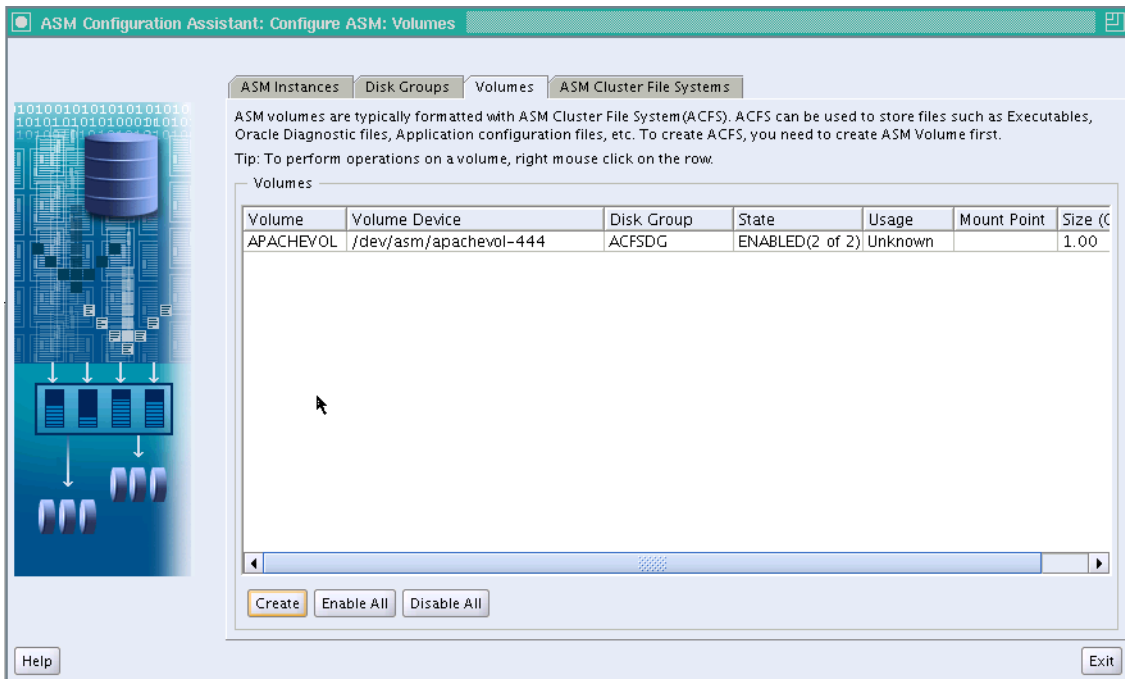 ASM Configuration Assistant: Configure ASM: Volumes
ASM Instances Disk Groups Volumes ASM Cluster File Systems
ASM volumes are typically formatted with ASM Cluster File System(ACFS). ACFS can be used to store files such as Executables,
Oracle Diagnostic files, Application configuration files, etc. To create ACFS, you need to create ASM Volume first.
Tip: To perform operations on a volume, right mouse click on the row.
Volumes
Volume Volume Device Disk Group State Usage Mount Point Size (
APACHEVOL /dev/asm/apachevol-444 ACFSDG ENABLED(2 of 2) Unknown 1.00
Create Enable All Disable All
Help Exit